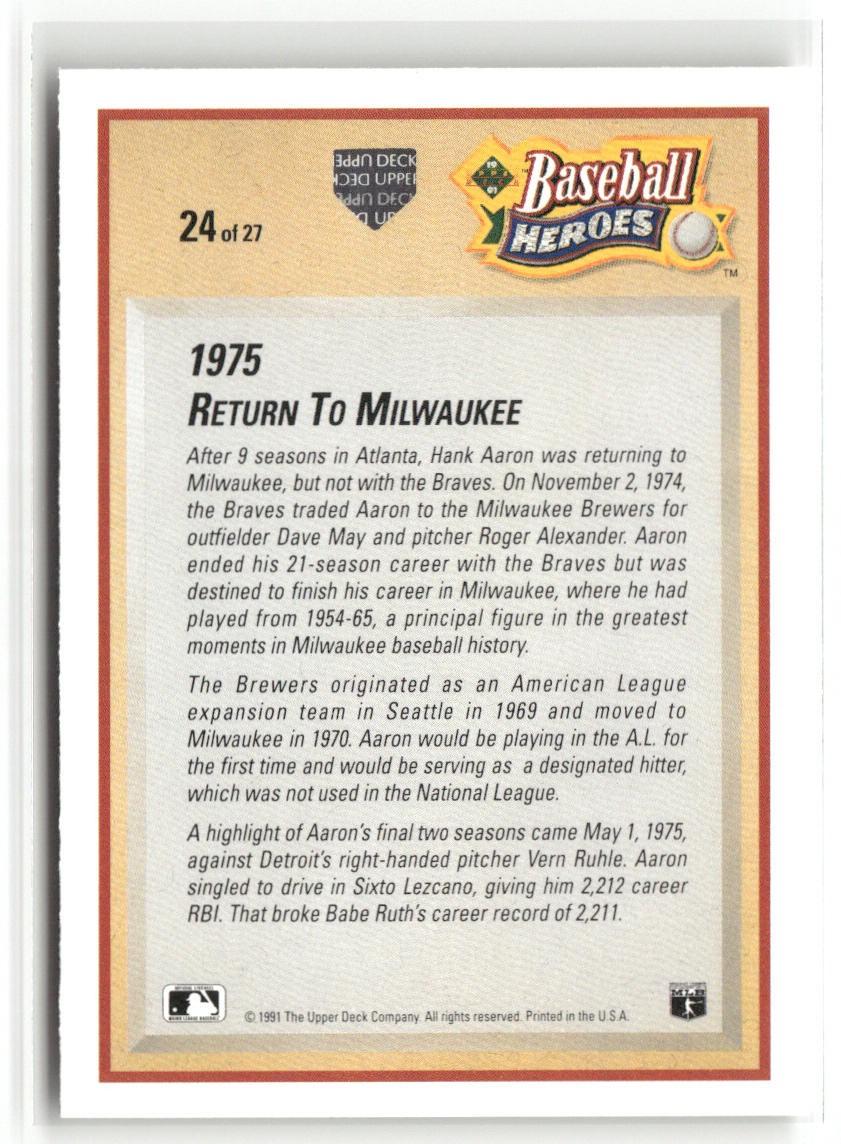 24 of 27
19
91
Baseball
HEROES
TM
1975
RETURN TO MILWAUKEE
After 9 seasons in Atlanta, Hank Aaron was returning to
Milwaukee, but not with the Braves. On November 2, 1974,
the Braves traded Aaron to the Milwaukee Brewers for
outfielder Dave May and pitcher Roger Alexander. Aaron
ended his 21-season career with the Braves but was
destined to finish his career in Milwaukee, where he had
played from 1954-65, a principal figure in the greatest
moments in Milwaukee baseball history.
The Brewers originated as an American League
expansion team in Seattle in 1969 and moved to
Milwaukee in 1970. Aaron would be playing in the A.L. for
the first time and would be serving as a designated hitter,
which was not used in the National League.
A highlight of Aaron's final two seasons came May 1, 1975,
against Detroit's right-handed pitcher Vern Ruhle. Aaron
singled to drive in Sixto Lezcano, giving him 2,212 career
RBI. That broke Babe Ruth's career record of 2,211.
© 1991 The Upper Deck Company. All rights reserved. Printed in the U.S.A.
MLB